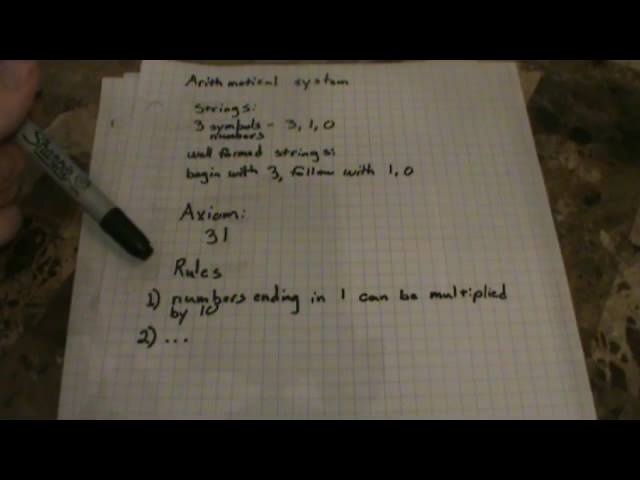 Arithmetical system
Strings:
3 symbols - 3, 1, 0
numbers
well formed strings:
begin with 3, follow with 1, 0
Axiom:
31
Rules
1) numbers ending in 1 can be multiplied
by 10
2) ...
Sharpie